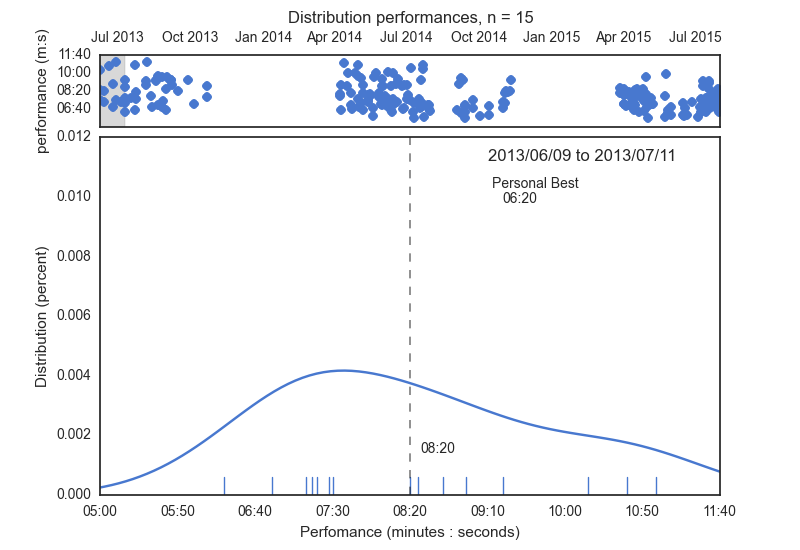 Distribution performances, n = 15
Jul 2013 Oct 2013 Jan 2014 Apr 2014 Jul 2014 Oct 2014 Jan 2015 Apr 2015 Jul 2015
performance (m:s)
11:40
10:00
08:20
06:40
Distribution (percent)
0.012
0.010
0.008
0.006
0.004
0.002
0.000
2013/06/09 to 2013/07/11
Personal Best
06:20
08:20
05:00 05:50 06:40 07:30 08:20 09:10 10:00 10:50 11:40
Perfomance (minutes : seconds)